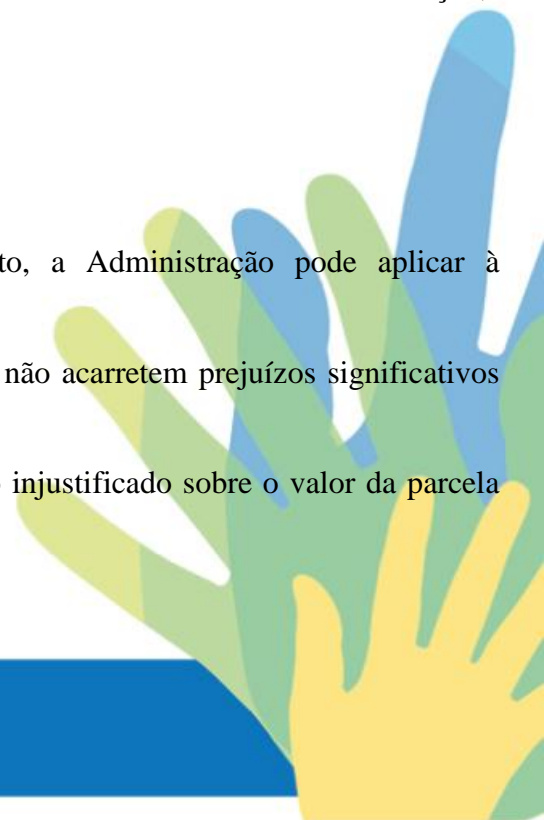 to, a Administração pode aplicar à
não acarretem prejuízos significativos
injustificado sobre o valor da parcela